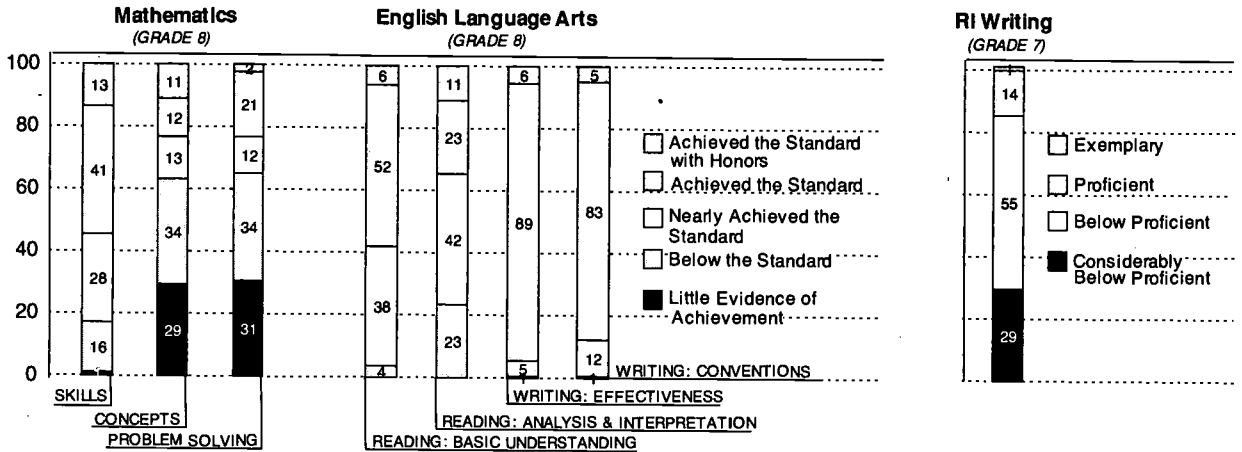 Mathematics
(GRADE 8)
English Language Arts
(GRADE 8)
RI Writing
(GRADE 7)
100
80
60
40
20
0
13
41
28
16
11
12
13
34
29
2
21
12
34
31
6
52
38
4
11
23
42
23
6
89
5
5
83
12
Achieved the Standard
with Honors
Achieved the Standard
Nearly Achieved the
Standard
Below the Standard
Little Evidence of
Achievement
14
55
29
Exemplary
Proficient
Below Proficient
Considerably
Below Proficient
SKILLS
CONCEPTS
PROBLEM SOLVING
WRITING: CONVENTIONS
WRITING: EFFECTIVENESS
READING: ANALYSIS & INTERPRETATION
READING: BASIC UNDERSTANDING